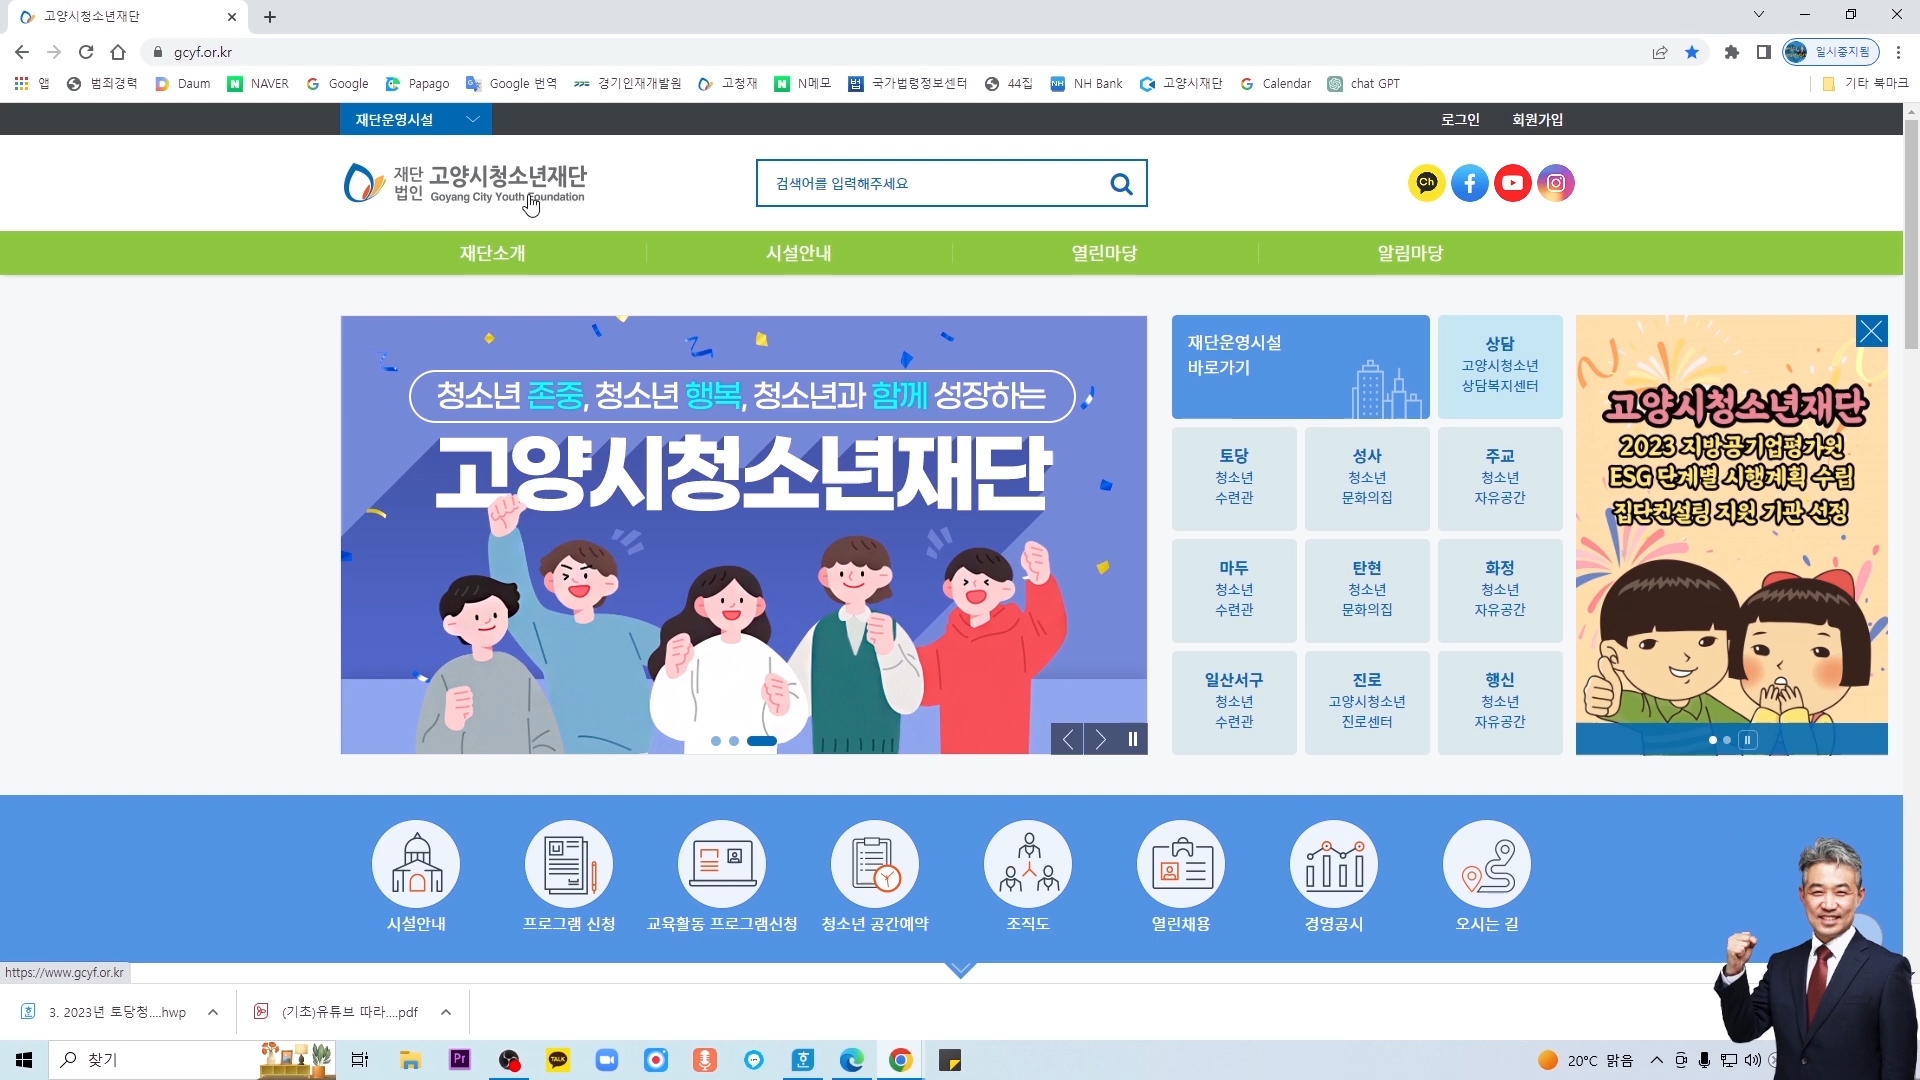 고양시청소년재단
gcyf.or.kr
일시중지됨
앱
범죄경력
Daum
NAVER
Google
Papago
Google 번역
경기인재개발원
고청재
N메모
국가법령정보센터
44집
NH Bank
고양시재단
Calendar
chat GPT
기타 북마크
재단운영시설
로그인
회원가입
재단
법인
고양시청소년재단
Goyang City Youth Foundation
검색어를 입력해주세요
Ch
재단소개
시설안내
열린마당
알림마당
청소년 존중, 청소년 행복, 청소년과 함께 성장하는
고양시청소년재단
재단운영시설
바로가기
상담
고양시청소년
상담복지센터
토당
청소년
수련관
성사
청소년
문화의집
주교
청소년
자유공간
마두
청소년
수련관
탄현
청소년
문화의집
화정
청소년
자유공간
일산서구
청소년
수련관
진로
고양시청소년
진로센터
행신
청소년
자유공간
고양시청소년재단
2023 지방공기업평가원
ESG 단계별 시행계획 수립
집단컨설팅 지원 기관 선정
시설안내
프로그램 신청
교육활동 프로그램신청
청소년 공간예약
조직도
열린채용
경영공시
오시는 길
https://www.gcyf.or.kr
3. 2023년 토당청....hwp
(기초)유튜브 따라....pdf
찾기
Pr
TALK
20°C 맑음